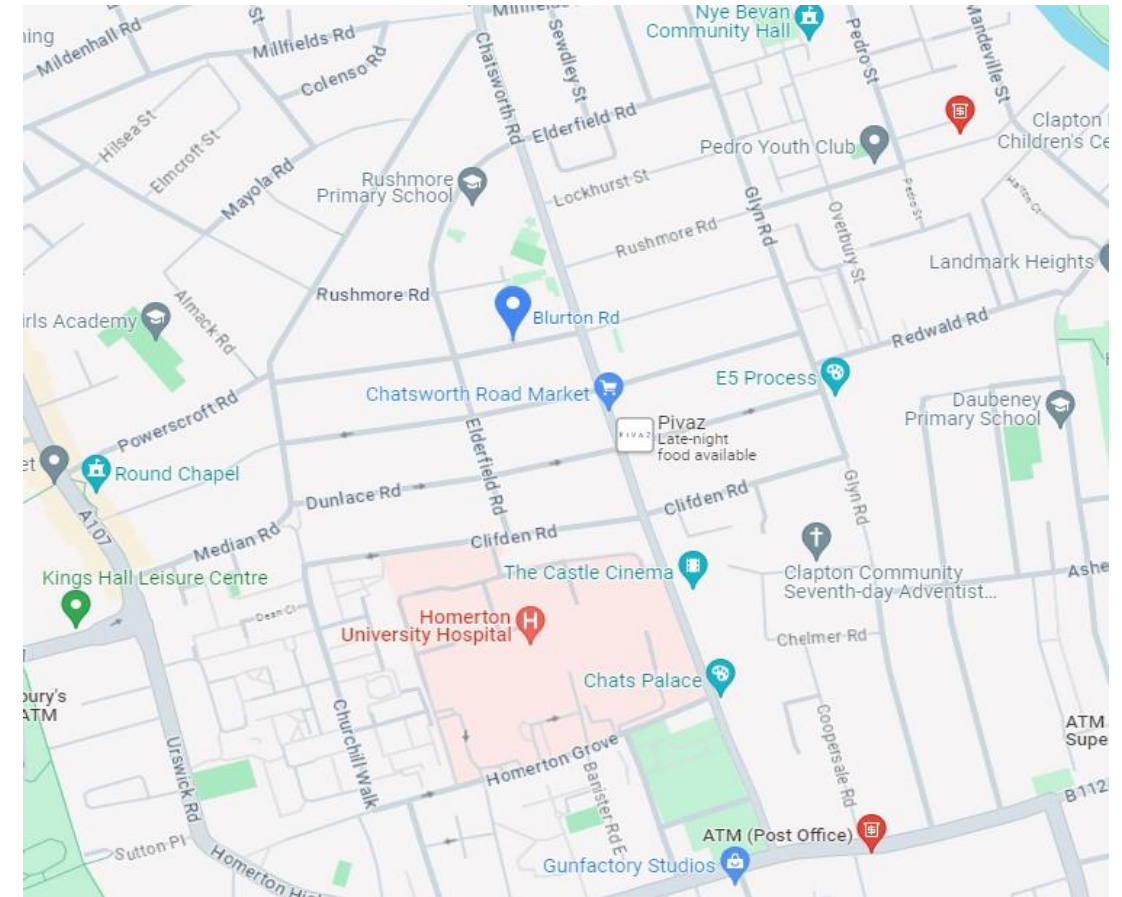 ning
Mildenhall Rd
Millfields Rd
St
Colenso Rd
Chatsworth Rd
Sewdley St
Nye Bevan
Community Hall
Pedro St
Mandeville St
Hilsea St
Elmcroft St
Mayola Rd
Elderfield Rd
Pedro Youth Club
Clapton
Children's Ce
Rushmore
Primary School
Lockhurst St
Glyn Rd
Pedro St
Overbury St
Rushmore Rd
Landmark Heights
Rushmore Rd
irls Academy
Almack Rd
Blurton Rd
Redwald Rd
Chatsworth Road Market
E5 Process
Daubeney
Primary School
Powerscroft Rd
PIVAZ
Pivaz
Late-night
food available
Elderfield Rd
et
Round Chapel
Dunlace Rd
Clifden Rd
Glyn Rd
A107
Median Rd
Clifden Rd
Kings Hall Leisure Centre
The Castle Cinema
Clapton Community
Seventh-day Adventist...
Ashe
Dean Cl
Homerton
University Hospital
Chelmer Rd
Chats Palace
bury's
ATM
Churchill Walk
Coopersale Rd
ATM
Supe
Urswick Rd
Homerton Grove
Banister Rd E
B112
Sutton Pl
ATM (Post Office)
Gunfactory Studios
Homerton Hig